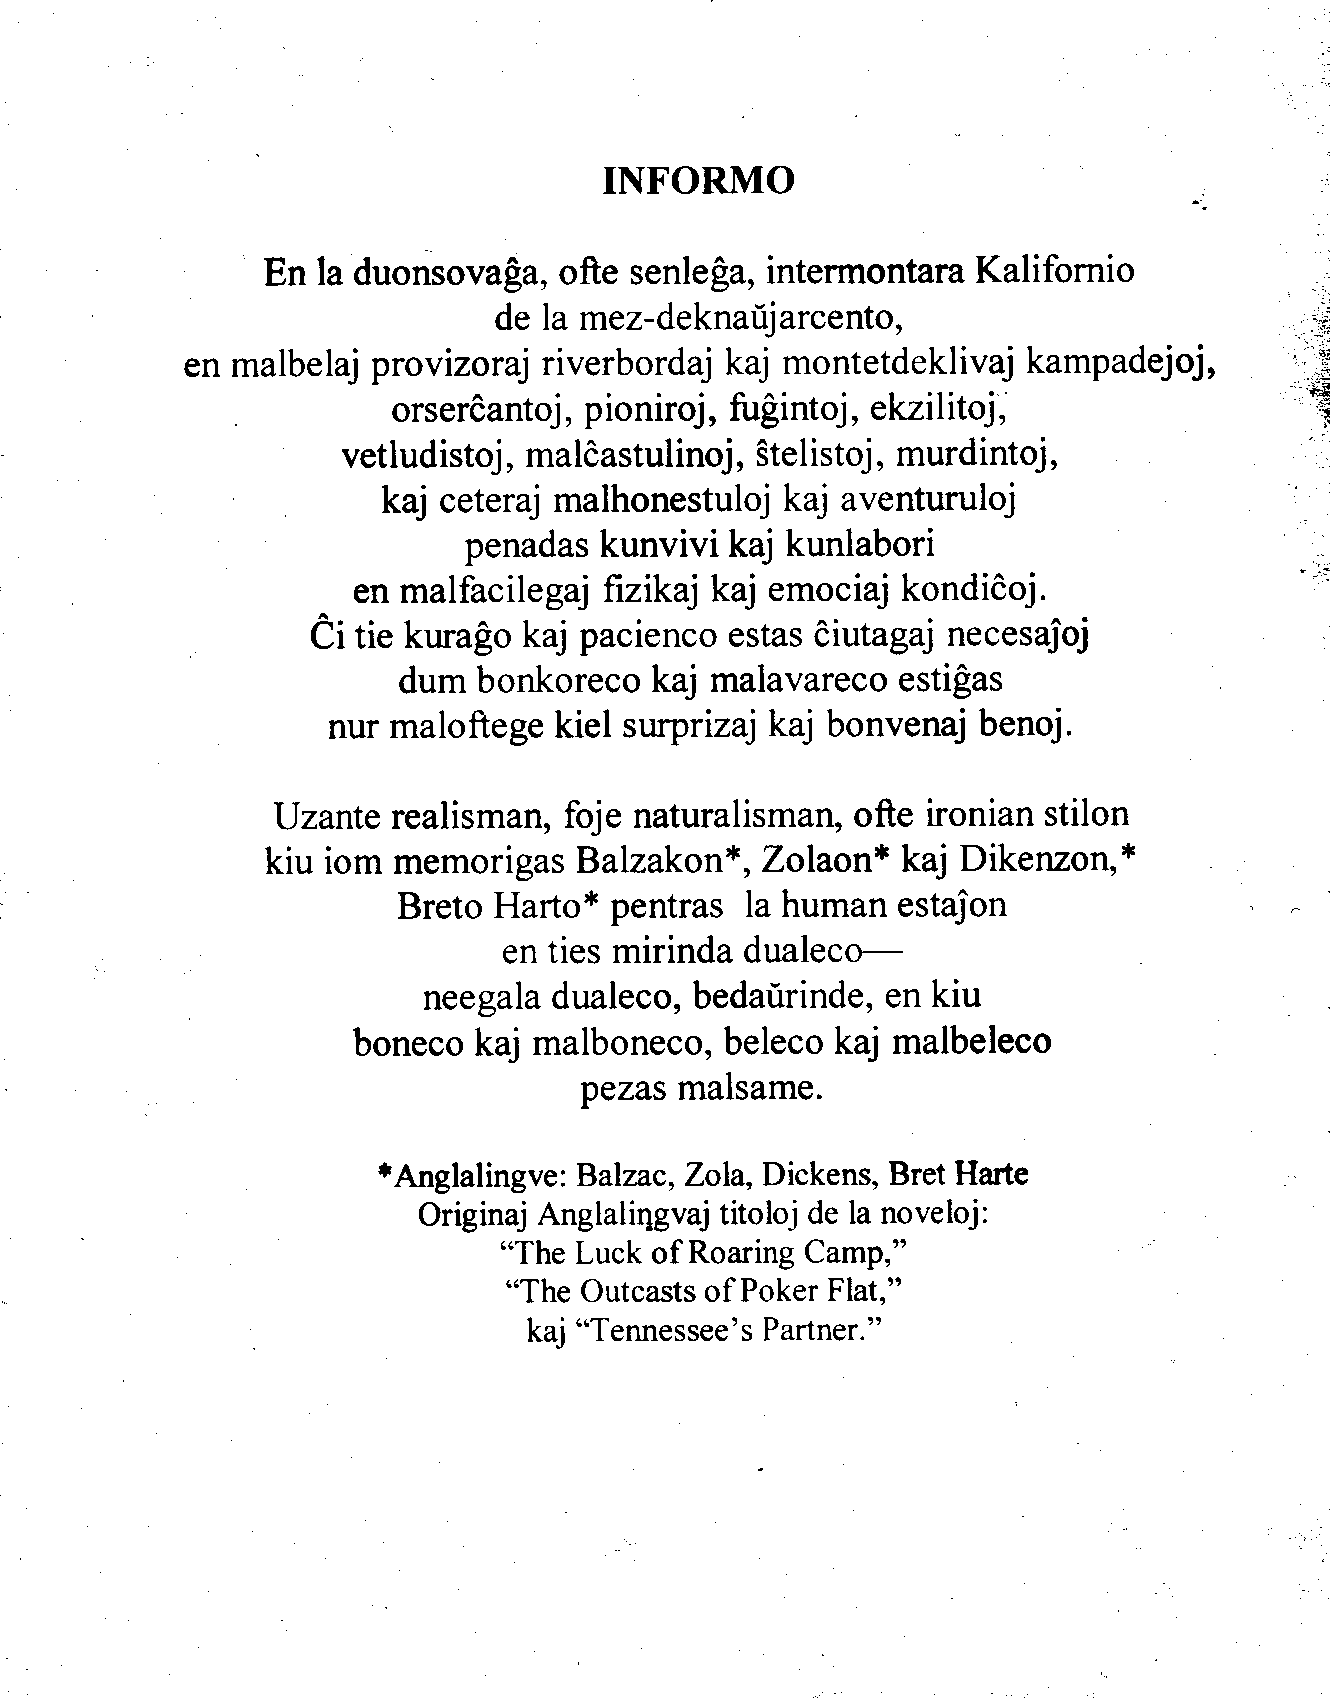 INFORMO
En la duonsovaĝa, ofte senleĝa, intermontara Kalifornio
de la mez-deknaŭjarcento,
en malbelaj provizoraj riverbordaj kaj montetdeklivaj kampadejoj,
orserĉantoj, pioniroj, fuĝintoj, ekzilitoj,
vetludistoj, malĉastulinoj, ŝtelistoj, murdintoj,
kaj ceteraj malhonestuloj kaj aventuruloj
penadas kunvivi kaj kunlabori
en malfacilegaj fizikaj kaj emociaj kondiĉoj.
Ĉi tie kuraĝo kaj pacienco estas ĉiutagaj necesaĵoj
dum bonkoreco kaj malavareco estiĝas
nur maloftege kiel surprizaj kaj bonvenaj benoj.
Uzante realisman, foje naturalisman, ofte ironian stilon
kiu iom memorigas Balzakon*, Zolaon* kaj Dikenzon,*
Breto Harto* pentras la human estaĵon
en ties mirinda dualeco—
neegala dualeco, bedaŭrinde, en kiu
boneco kaj malboneco, beleco kaj malbeleco
pezas malsame.
*Anglalingve: Balzac, Zola, Dickens, Bret Harte
Originaj Anglalingvaj titoloj de la noveloj:
“The Luck of Roaring Camp,”
“The Outcasts of Poker Flat,”
kaj “Tennessee’s Partner.”